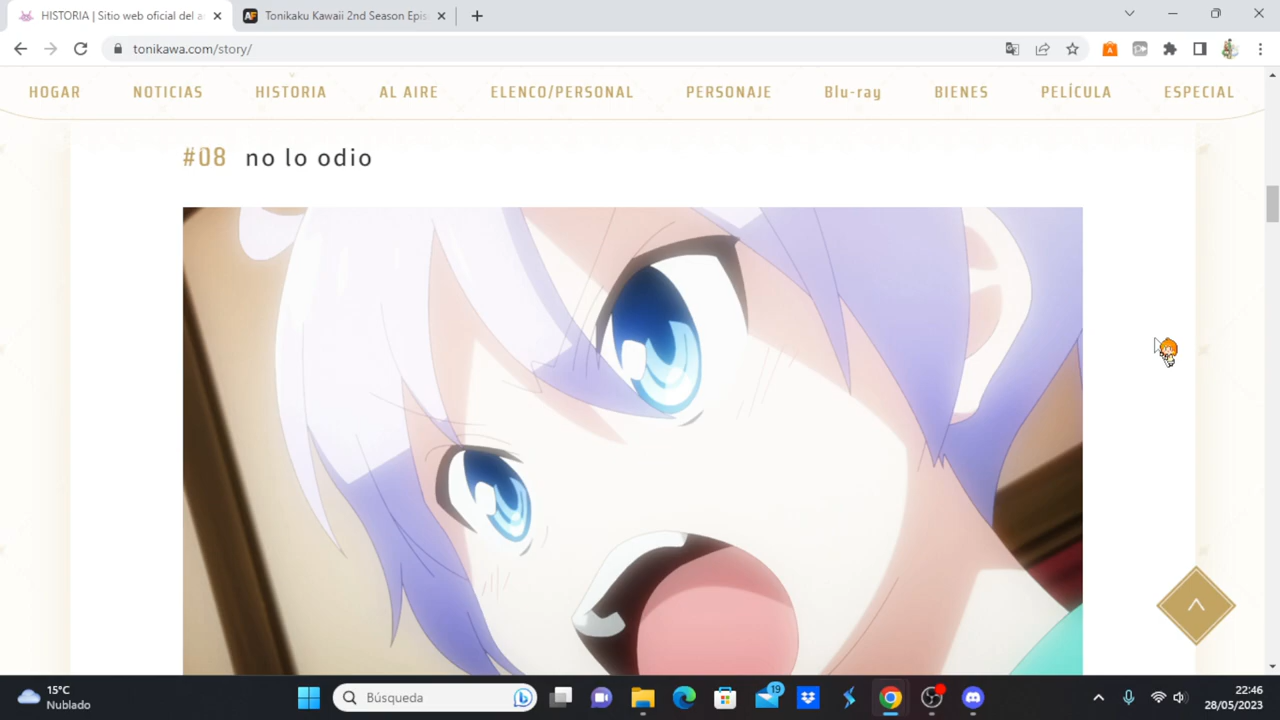 HISTORIA | Sitio web oficial del a
Tonikaku Kawaii 2nd Season Epis
tonikawa.com/story/
HOGAR NOTICIAS HISTORIA AL AIRE ELENCO/PERSONAL PERSONAJE Blu-ray BIENES PELÍCULA ESPECIAL
#08 no lo odio
15°C
Nublado
Búsqueda
19
22:46
28/05/2023